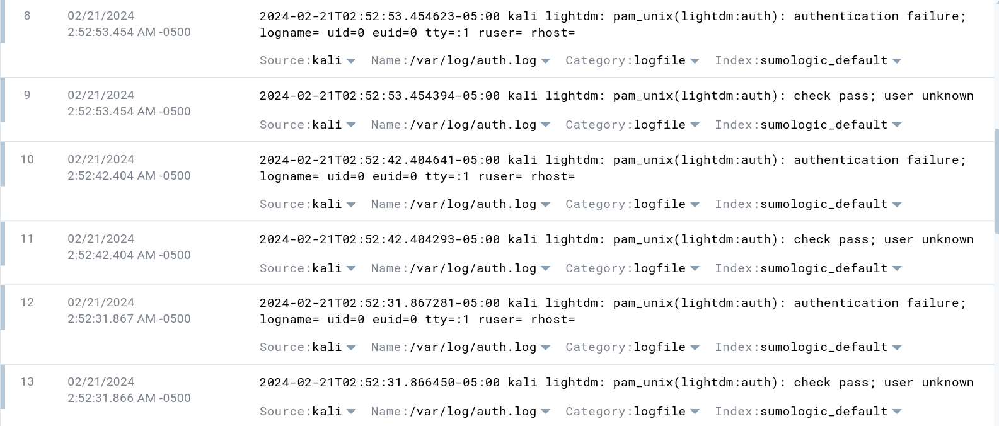 8 02/21/2024 2024-02-21T02:52:53.454623-05:00 kali lightdm: pam_unix(lightdm:auth): authentication failure;
2:52:53.454 AM -0500 logname= uid=0 euid=0 tty=:1 ruser= rhost=
Source:kali Name:/var/log/auth.log Category:logfile Index:sumologic_default
9 02/21/2024 2024-02-21T02:52:53.454394-05:00 kali lightdm: pam_unix(lightdm:auth): check pass; user unknown
2:52:53.454 AM -0500
Source:kali Name:/var/log/auth.log Category:logfile Index:sumologic_default
10 02/21/2024 2024-02-21T02:52:42.404641-05:00 kali lightdm: pam_unix(lightdm:auth): authentication failure;
2:52:42.404 AM -0500 logname= uid=0 euid=0 tty=:1 ruser= rhost=
Source:kali Name:/var/log/auth.log Category:logfile Index:sumologic_default
11 02/21/2024 2024-02-21T02:52:42.404293-05:00 kali lightdm: pam_unix(lightdm:auth): check pass; user unknown
2:52:42.404 AM -0500
Source:kali Name:/var/log/auth.log Category:logfile Index:sumologic_default
12 02/21/2024 2024-02-21T02:52:31.867281-05:00 kali lightdm: pam_unix(lightdm:auth): authentication failure;
2:52:31.867 AM -0500 logname= uid=0 euid=0 tty=:1 ruser= rhost=
Source:kali Name:/var/log/auth.log Category:logfile Index:sumologic_default
13 02/21/2024 2024-02-21T02:52:31.866450-05:00 kali lightdm: pam_unix(lightdm:auth): check pass; user unknown
2:52:31.866 AM -0500
Source:kali Name:/var/log/auth.log Category:logfile Index:sumologic_default